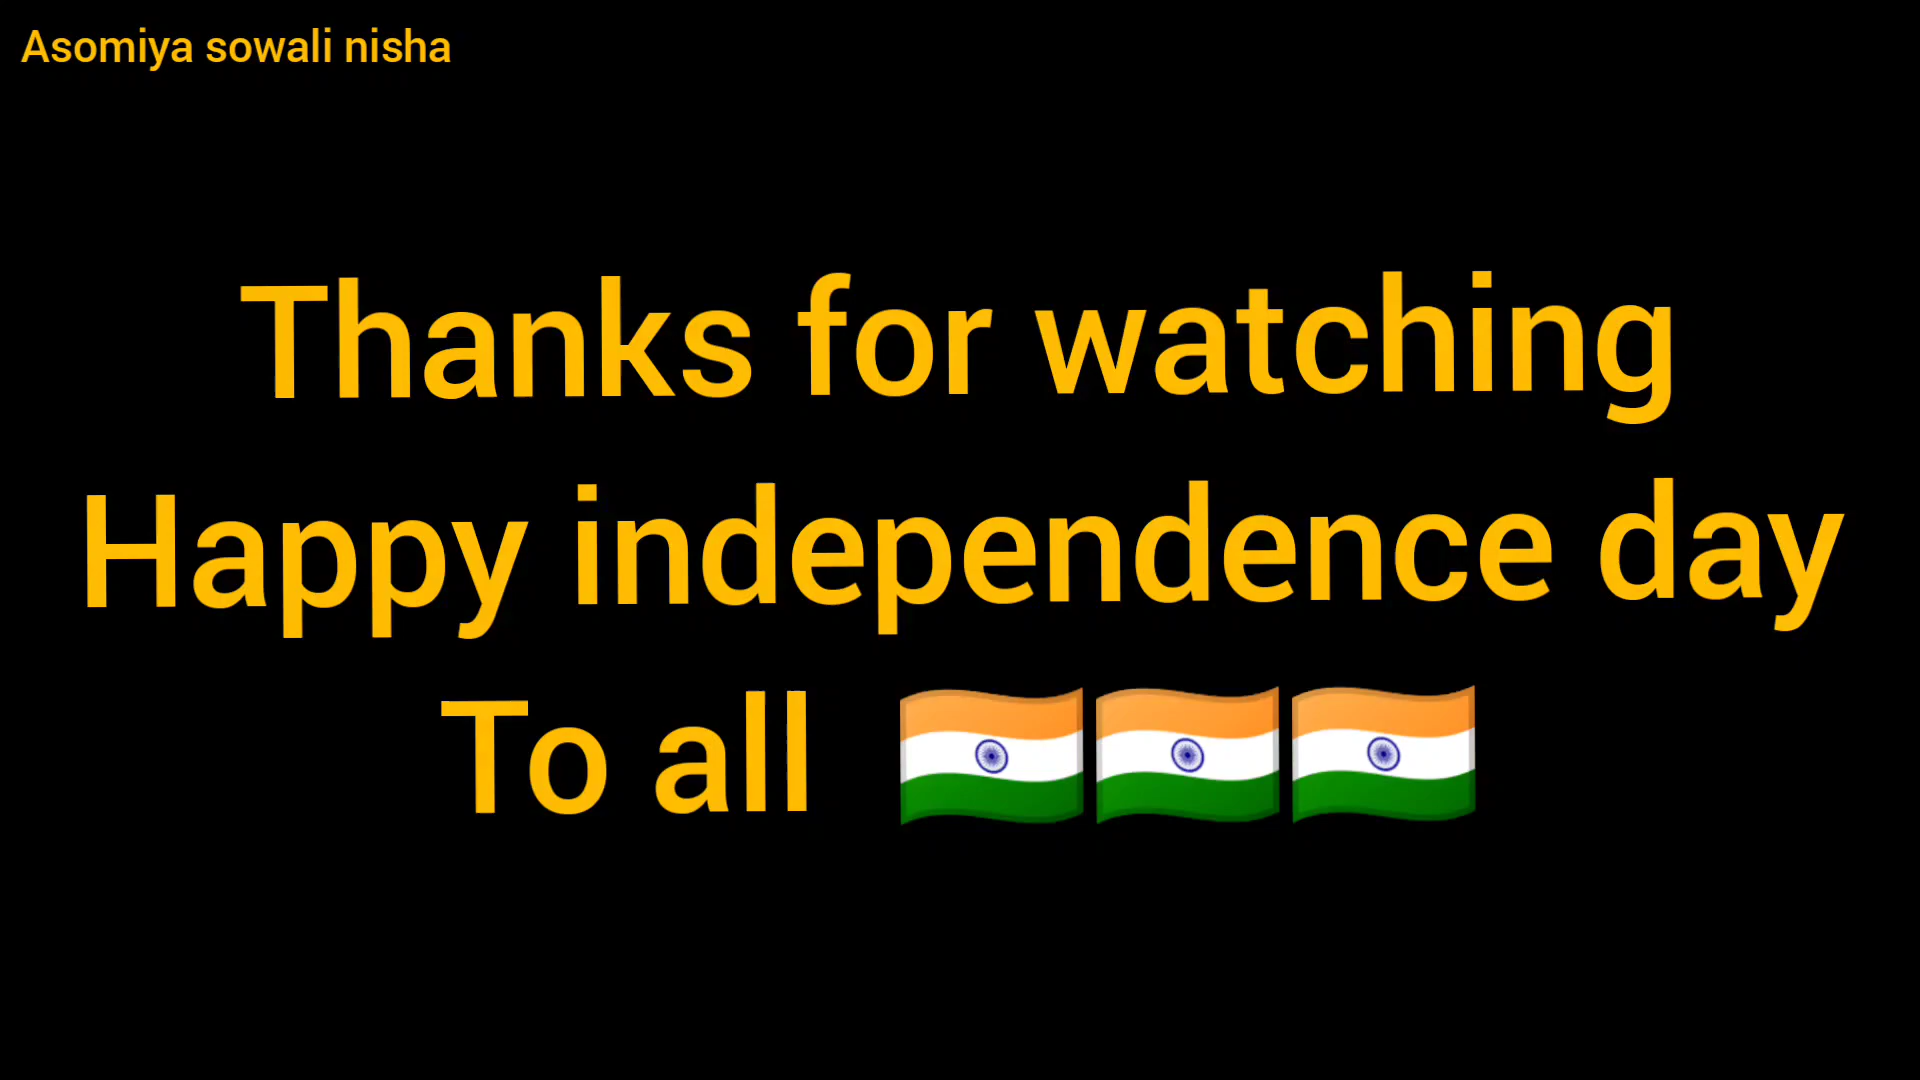 Asomiya sowali nisha
Thanks for watching
Happy independence day
To all 🇮🇳🇮🇳🇮🇳